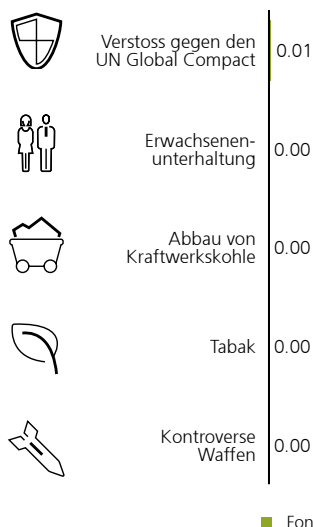 Verstoss gegen den
UN Global Compact
0.01
Erwachsenen-
unterhaltung
0.00
Abbau von
Kraftwerkskohle
0.00
Tabak
0.00
Kontroverse
Waffen
0.00